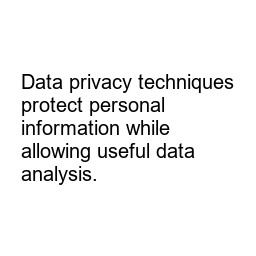 Data privacy techniques
protect personal
information while
allowing useful data
analysis.